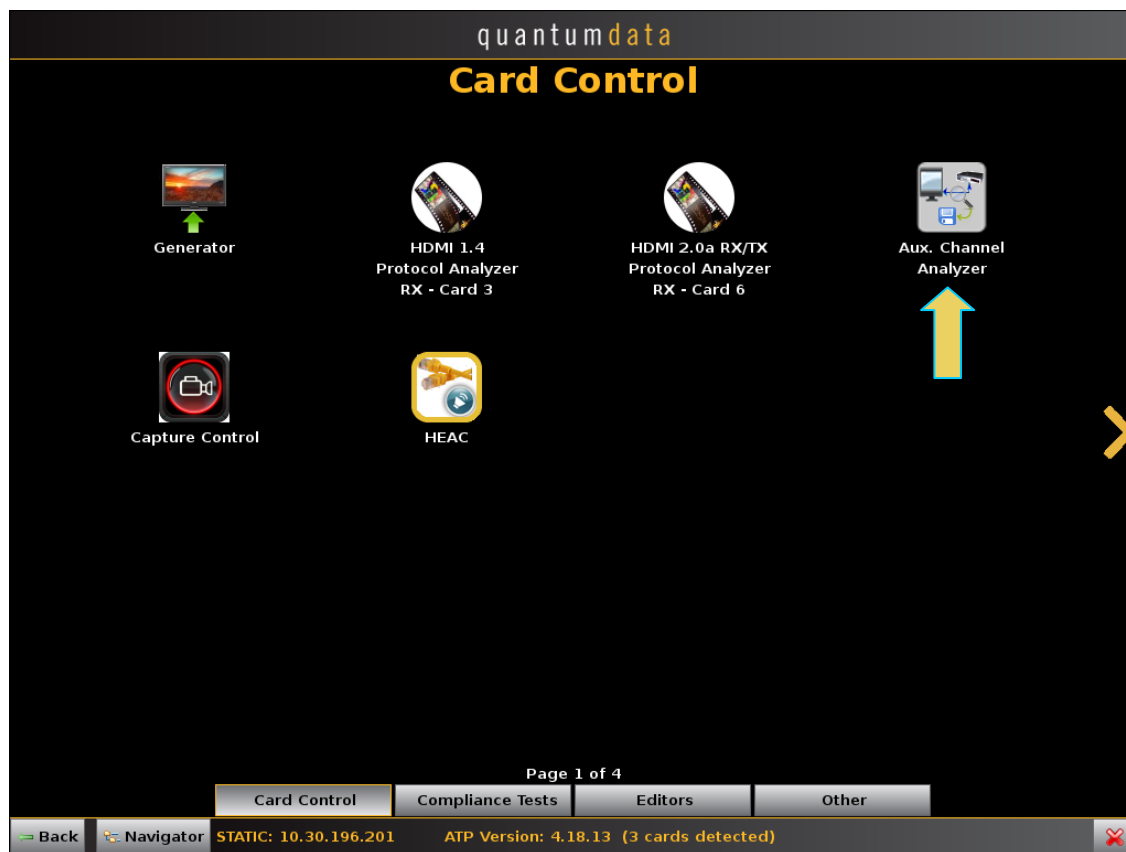 quantumdata
Card Control
Generator
HDMI 1.4
Protocol Analyzer
RX - Card 3
HDMI 2.0a RX/TX
Protocol Analyzer
RX - Card 6
Aux. Channel
Analyzer
Capture Control
HEAC
Page 1 of 4
Card Control
Compliance Tests
Editors
Other
Back
Navigator
STATIC: 10.30.196.201
ATP Version: 4.18.13 (3 cards detected)